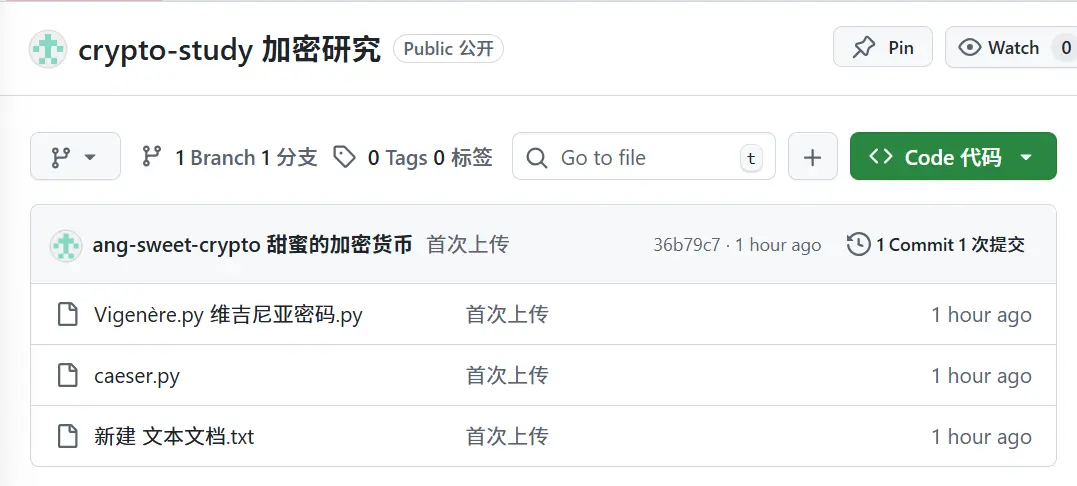 crypto-study 加密研究 Public 公开 Pin Watch 0
1 Branch 1 分支 0 Tags 0 标签 Go to file t Code 代码
ang-sweet-crypto 甜蜜的加密货币 首次上传 36b79c7 · 1 hour ago 1 Commit 1 次提交
Vigenère.py 维吉尼亚密码.py 首次上传 1 hour ago
caeser.py 首次上传 1 hour ago
新建 文本文档.txt 首次上传 1 hour ago